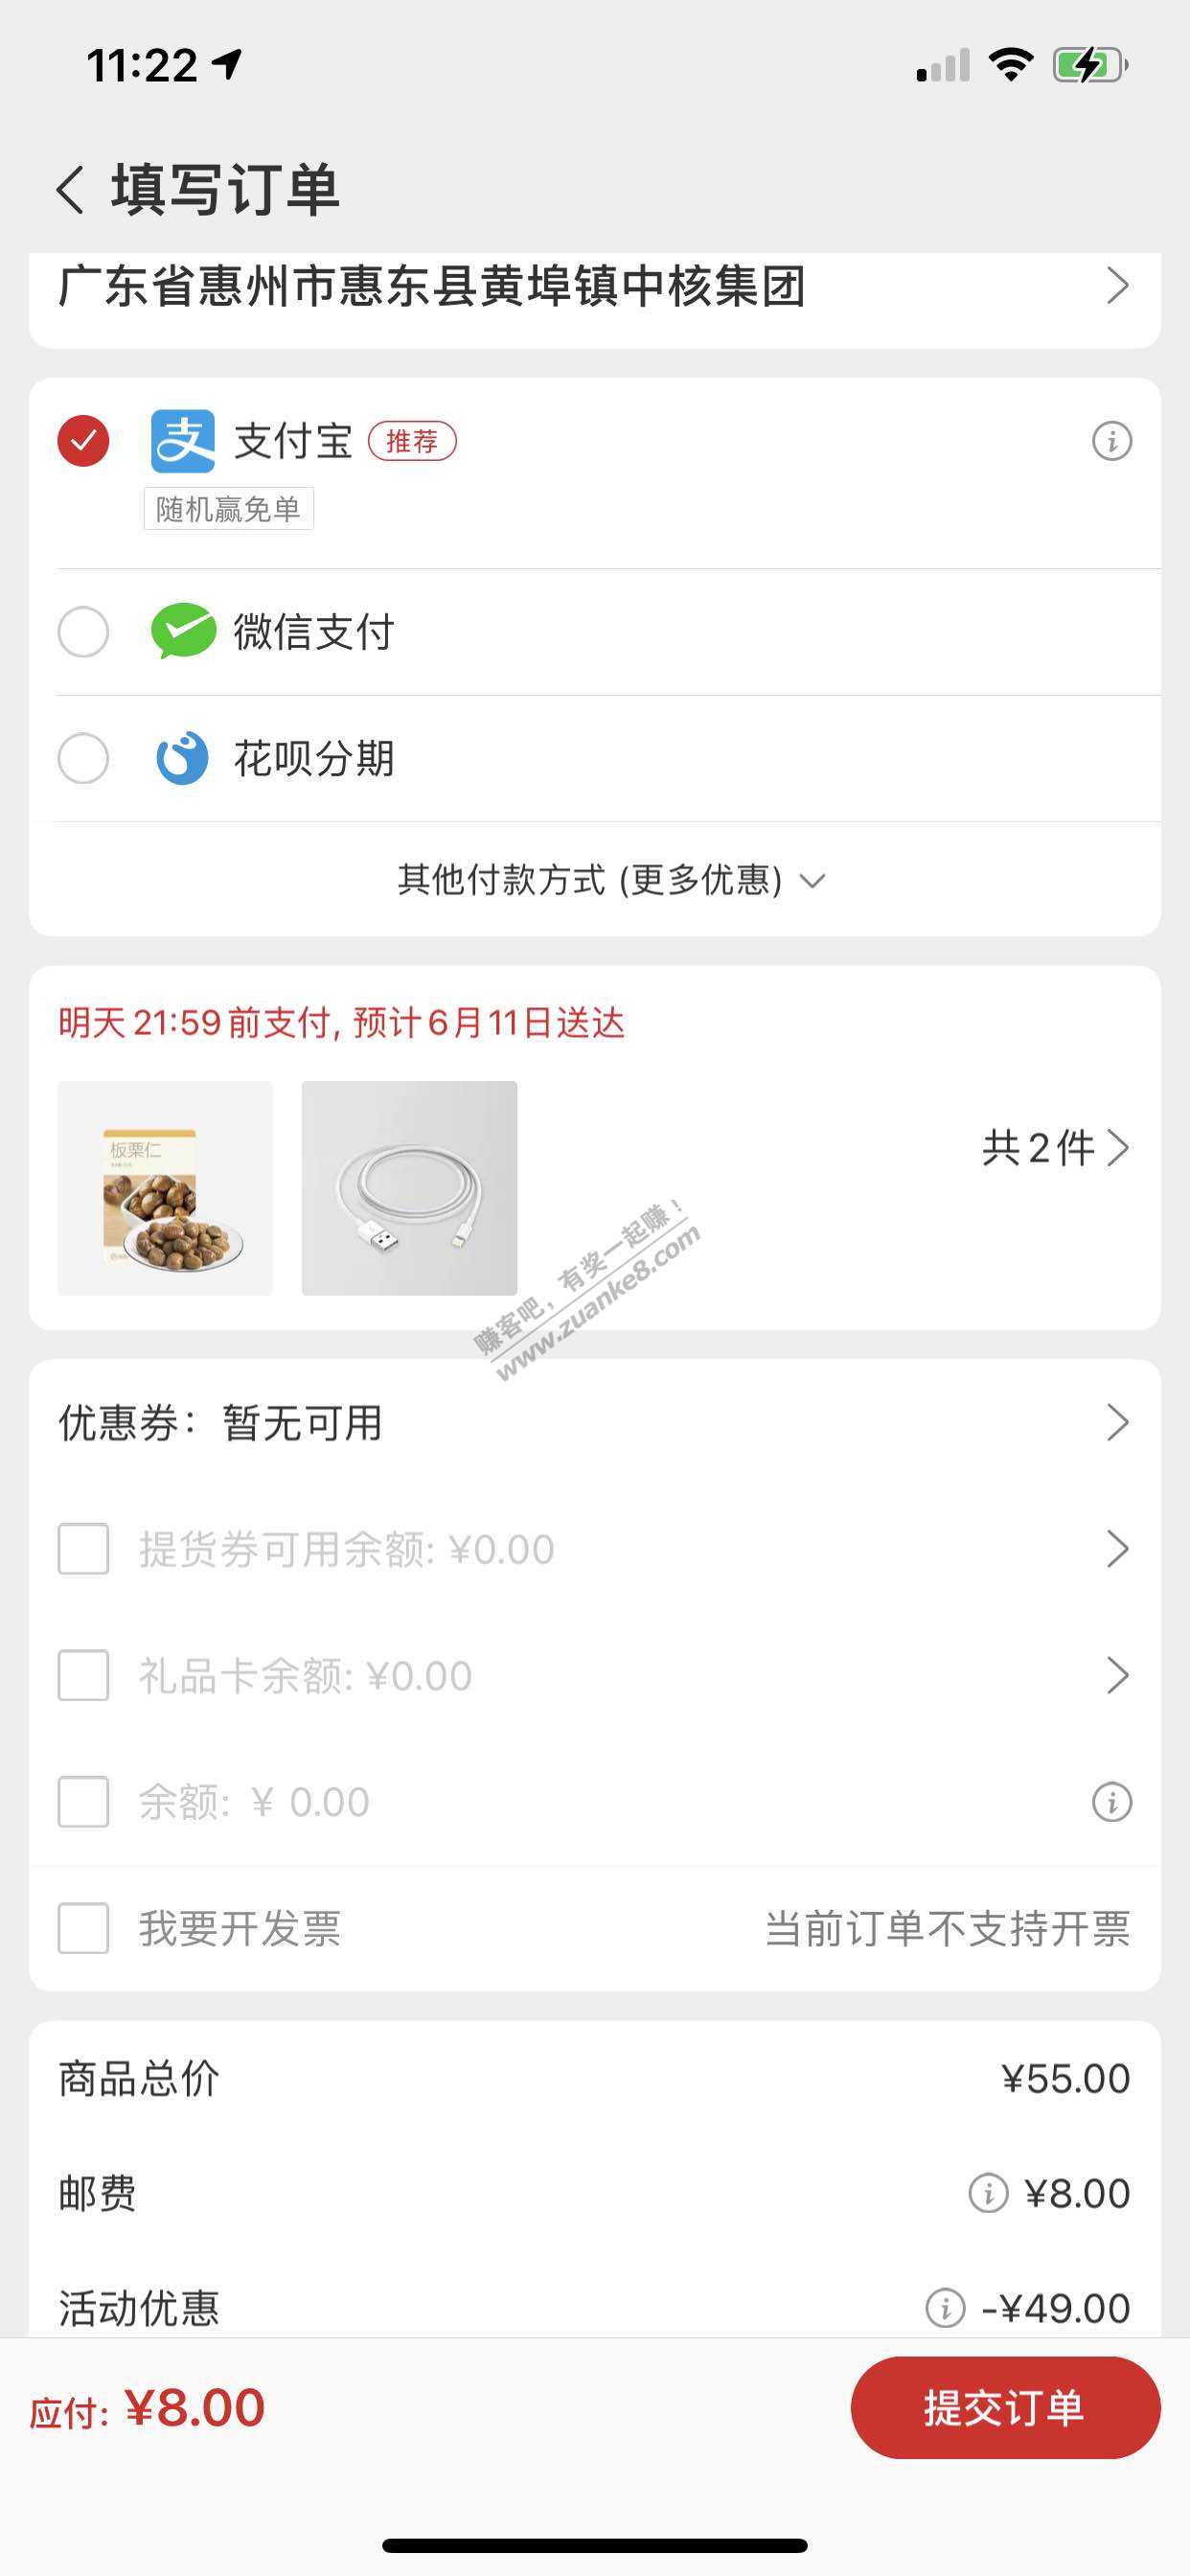 11:22
填写订单
广东省惠州市惠东县黄埠镇中核集团
支付宝 推荐
随机赢免单
微信支付
花呗分期
其他付款方式 (更多优惠)
明天 21:59 前支付, 预计 6 月 11 日送达
板栗仁
共 2 件
赚客吧，有奖一起赚！
www.zuanke8.com
优惠券：暂无可用
提货券可用余额: ¥0.00
礼品卡余额: ¥0.00
余额: ¥ 0.00
我要开发票 当前订单不支持开票
商品总价 ¥55.00
邮费 ¥8.00
活动优惠 -¥49.00
应付: ¥8.00 提交订单